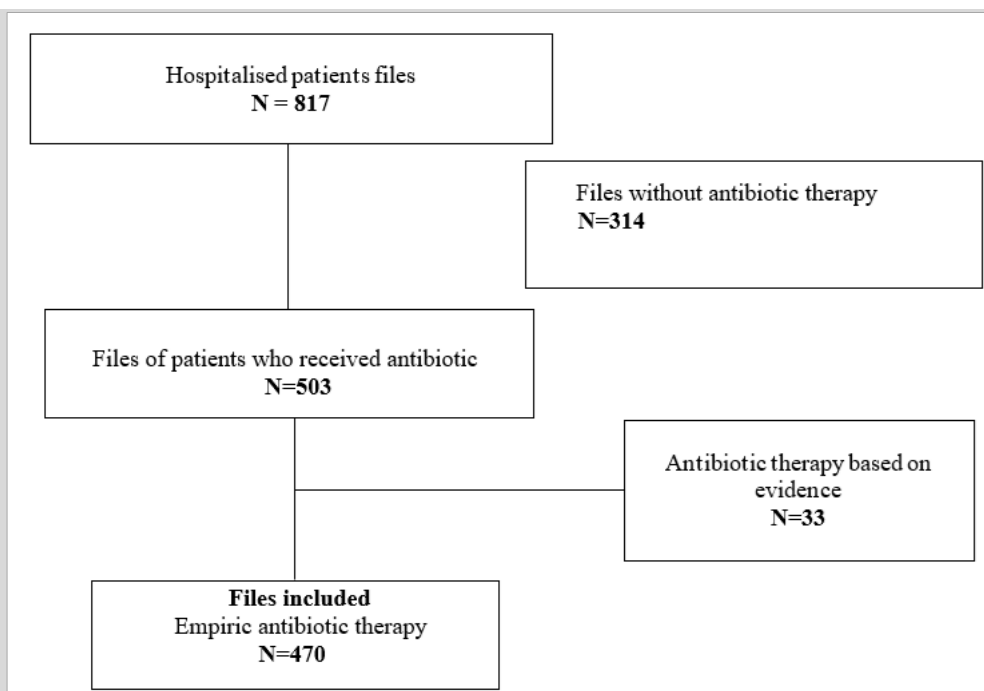 Hospitalised patients files
N = 817
Files without antibiotic therapy
N=314
Files of patients who received antibiotic
N=503
Antibiotic therapy based on
evidence
N=33
Files included
Empiric antibiotic therapy
N=470